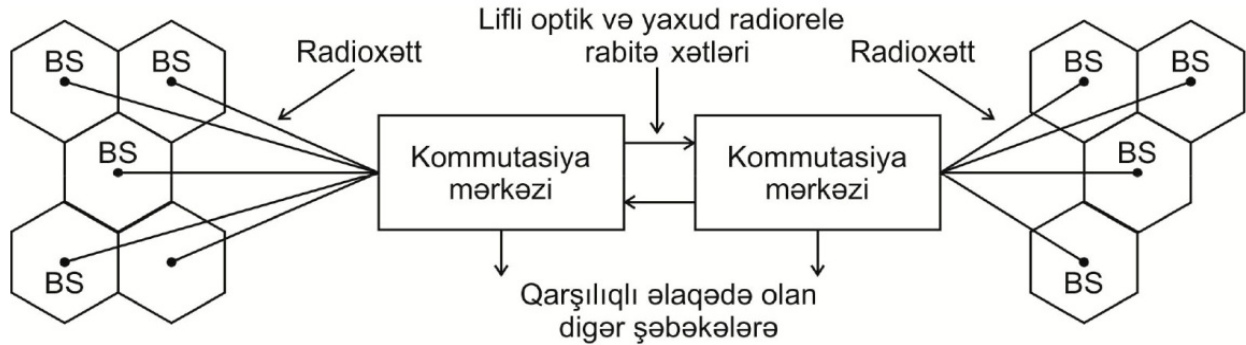 Lifli optik və yaxud radiorele
rabitə xətləri
Radioxətt
Radioxətt
BS
BS
BS
BS
BS
BS
BS
BS
Kommutasiya
mərkəzi
Kommutasiya
mərkəzi
Qarşılıqlı əlaqədə olan
digər şəbəkələrə